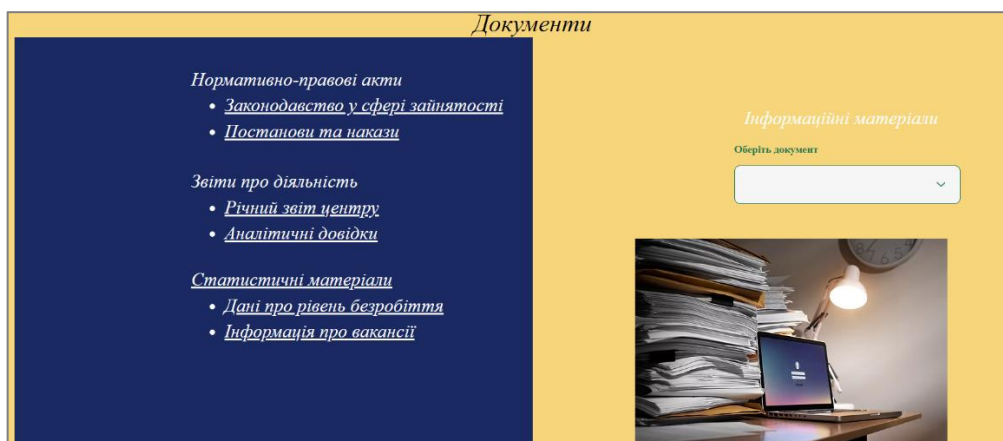 Документи
Нормативно-правові акти
• Законодавство у сфері зайнятості
• Постанови та накази
Звіти про діяльність
• Річний звіт центру
• Аналітичні довідки
Статистичні матеріали
• Дані про рівень безробіття
• Інформація про вакансії
Інформаційні матеріали
Оберіть документ